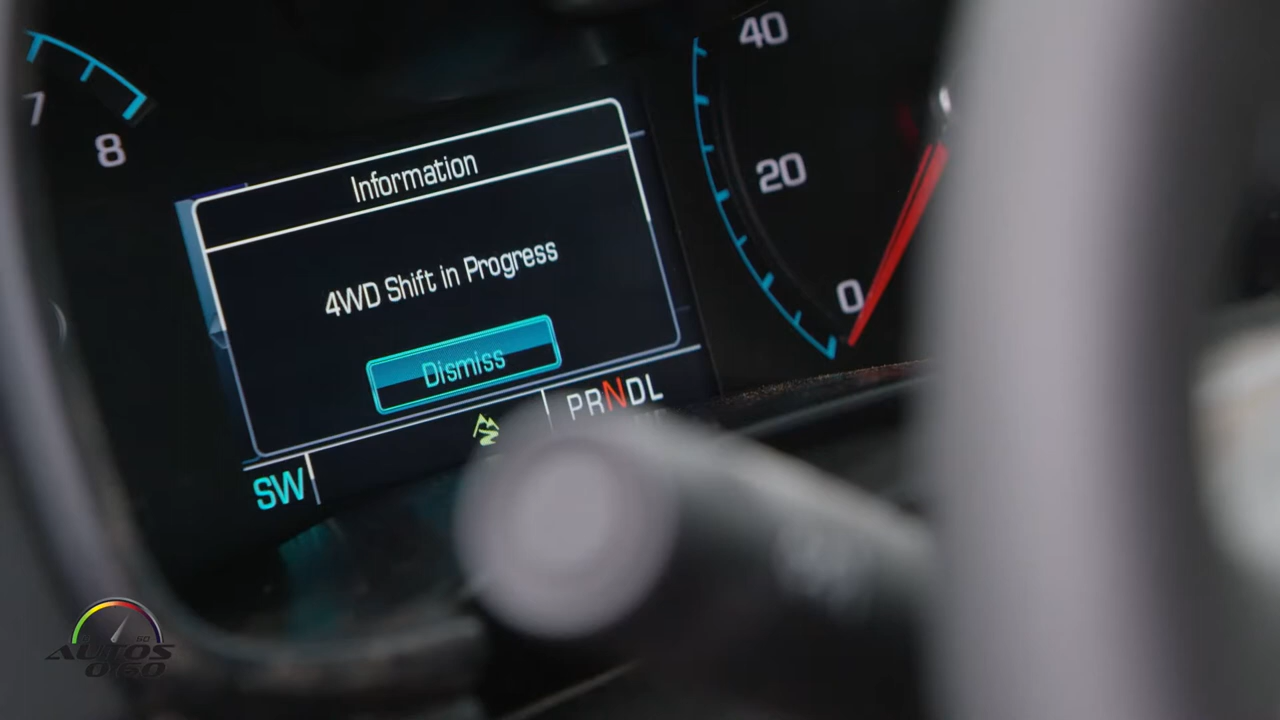 7
8
40
20
0
Information
4WD Shift in Progress
Dismiss
PRNDL
SW
AUTOS
0 60